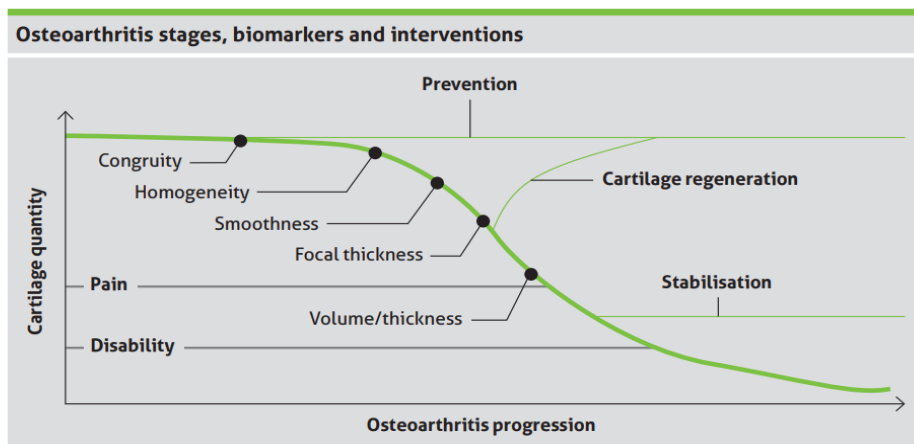 Osteoarthritis stages, biomarkers and interventions
Prevention
Congruity
Homogeneity
Cartilage regeneration
Smoothness
Focal thickness
Pain
Stabilisation
Volume/thickness
Disability
Cartilage quantity
Osteoarthritis progression